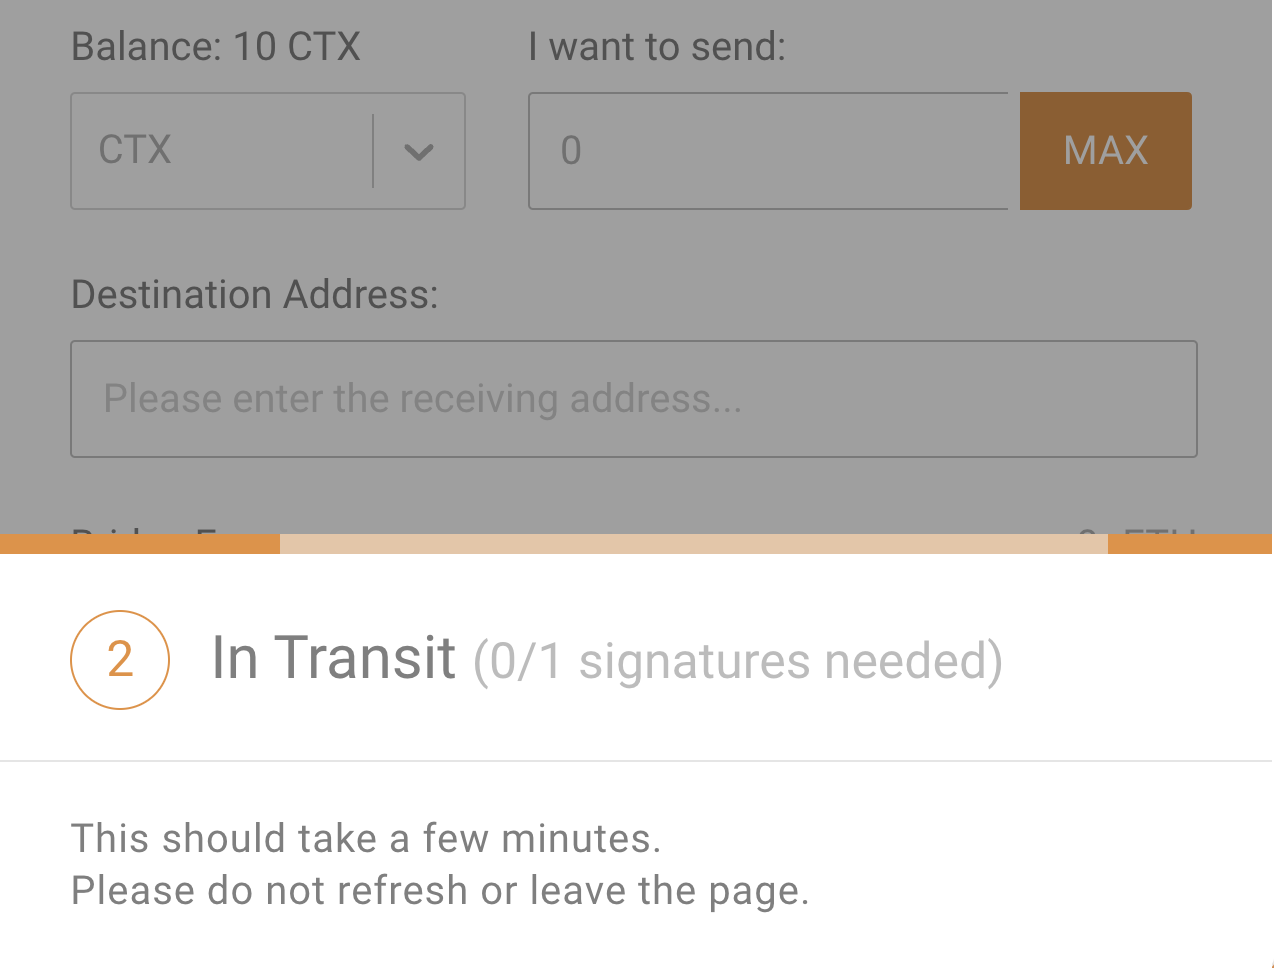 Balance: 10 CTX
I want to send:
CTX
0
MAX
Destination Address:
Please enter the receiving address...
In Transit (0/1 signatures needed)
2
This should take a few minutes.
Please do not refresh or leave the page.